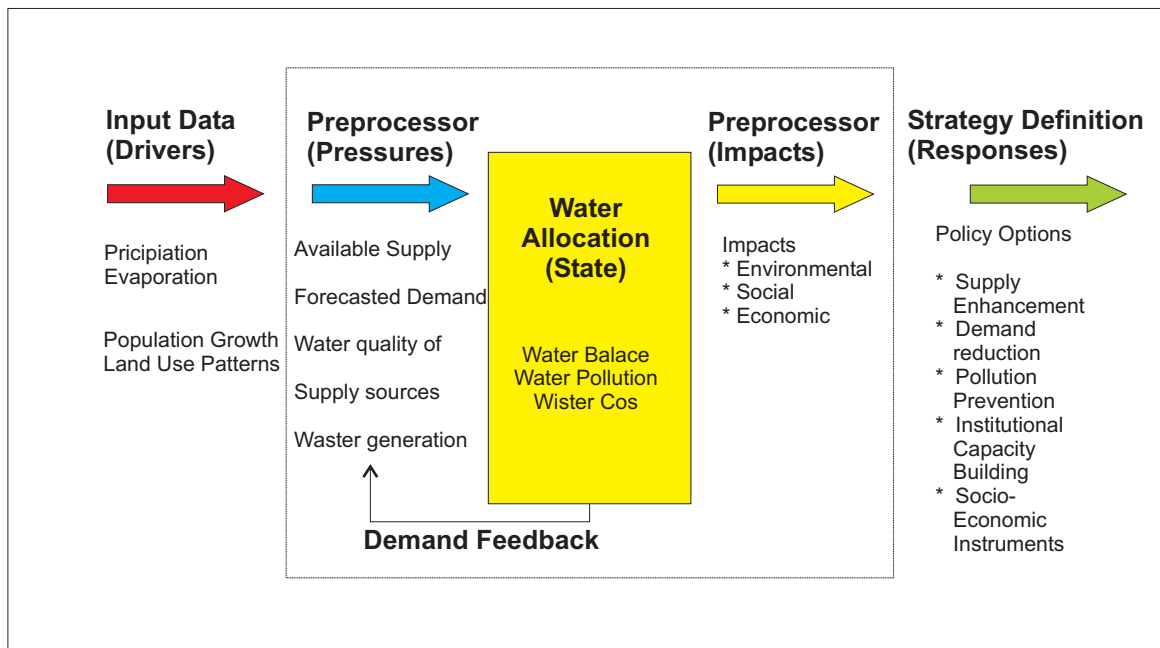 Input Data
(Drivers)
Pricipiation
Evaporation
Population Growth
Land Use Patterns
Preprocessor
(Pressures)
Available Supply
Forecasted Demand
Water quality of
Supply sources
Waster generation
Demand Feedback
Water
Allocation
(State)
Water Balace
Water Pollution
Wister Cos
Preprocessor
(Impacts)
Impacts
* Environmental
* Social
* Economic
Strategy Definition
(Responses)
Policy Options
* Supply
Enhancement
* Demand
reduction
* Pollution
Prevention
* Institutional
Capacity
Building
* Socio-
Economic
Instruments